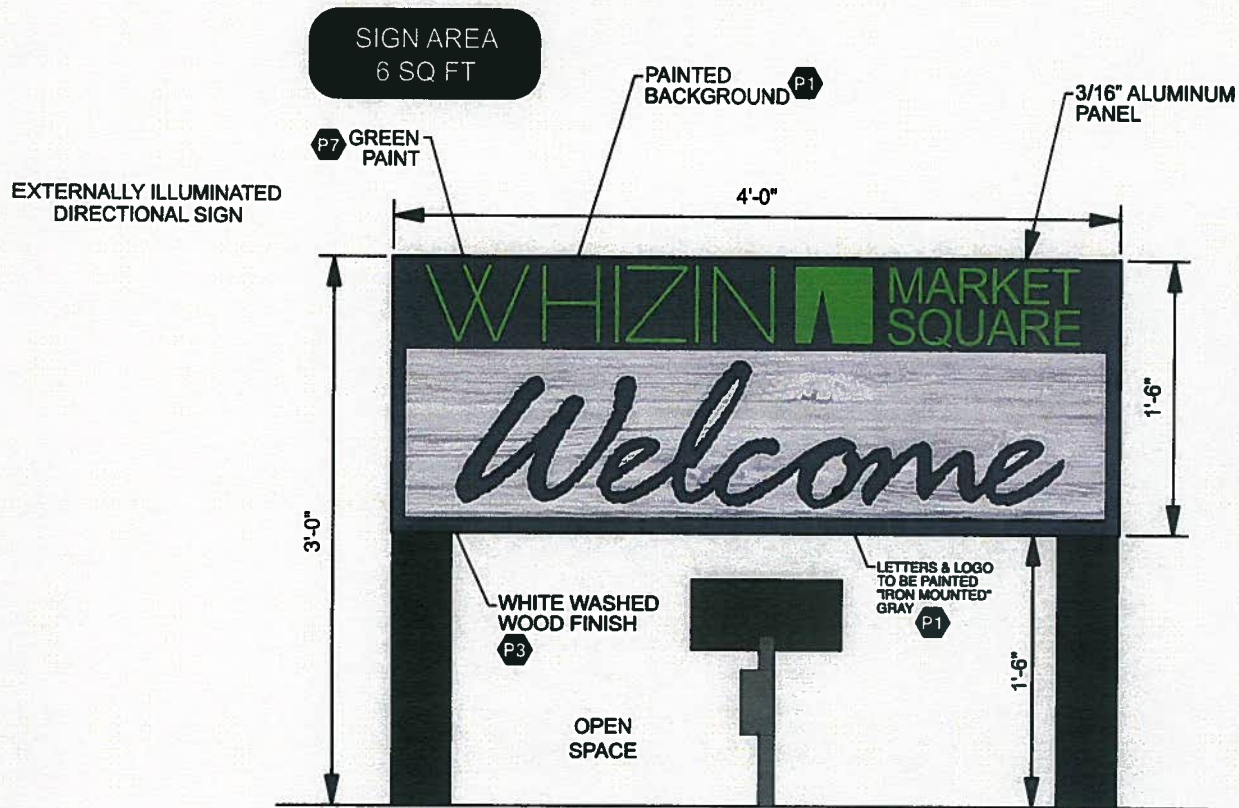 SIGN AREA
6 SQ FT
PAINTED
BACKGROUND P1
3/16" ALUMINUM
PANEL
P7 GREEN
PAINT
EXTERNALLY ILLUMINATED
DIRECTIONAL SIGN
4'-0"
WHIZIN MARKET
SQUARE
Welcome
1'-6"
3'-0"
LETTERS & LOGO
TO BE PAINTED
"IRON MOUNTED"
GRAY P1
WHITE WASHED
WOOD FINISH
P3
1'-6"
OPEN
SPACE